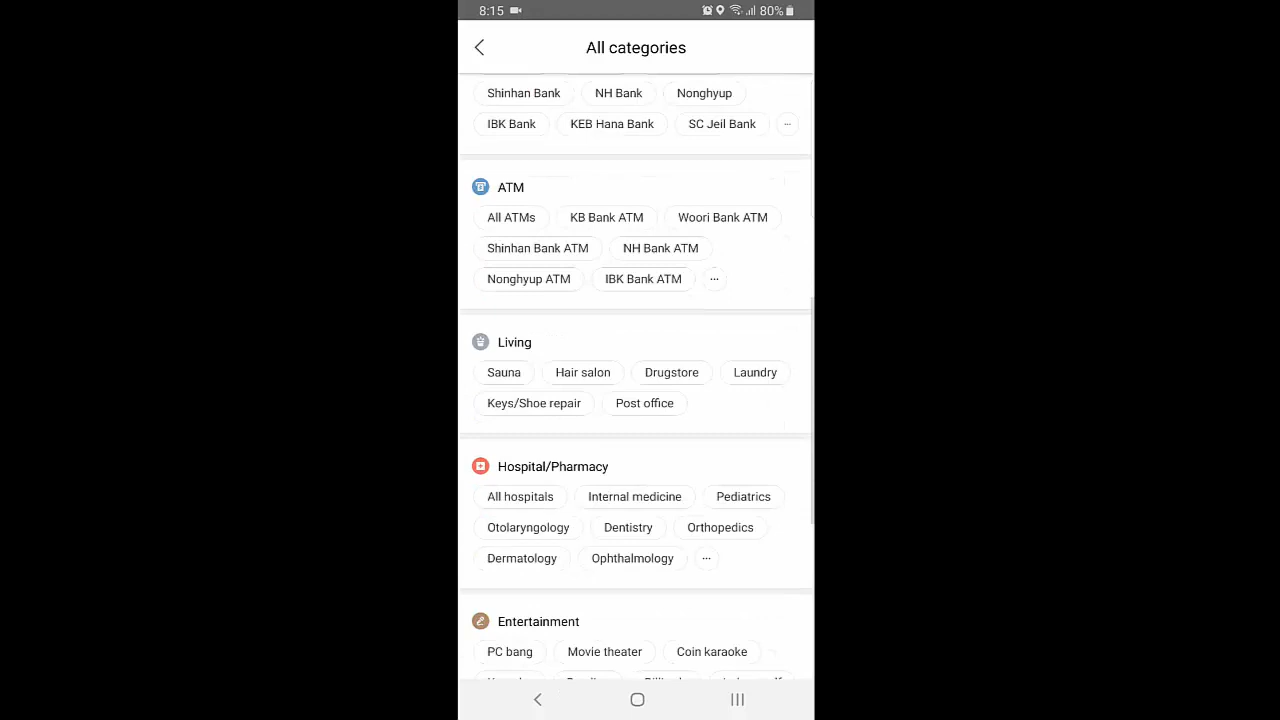 8:15 80%
All categories
Shinhan Bank NH Bank Nonghyup
IBK Bank KEB Hana Bank SC Jeil Bank ...
ATM
All ATMs KB Bank ATM Woori Bank ATM
Shinhan Bank ATM NH Bank ATM
Nonghyup ATM IBK Bank ATM ...
Living
Sauna Hair salon Drugstore Laundry
Keys/Shoe repair Post office
Hospital/Pharmacy
All hospitals Internal medicine Pediatrics
Otolaryngology Dentistry Orthopedics
Dermatology Ophthalmology ...
Entertainment
PC bang Movie theater Coin karaoke